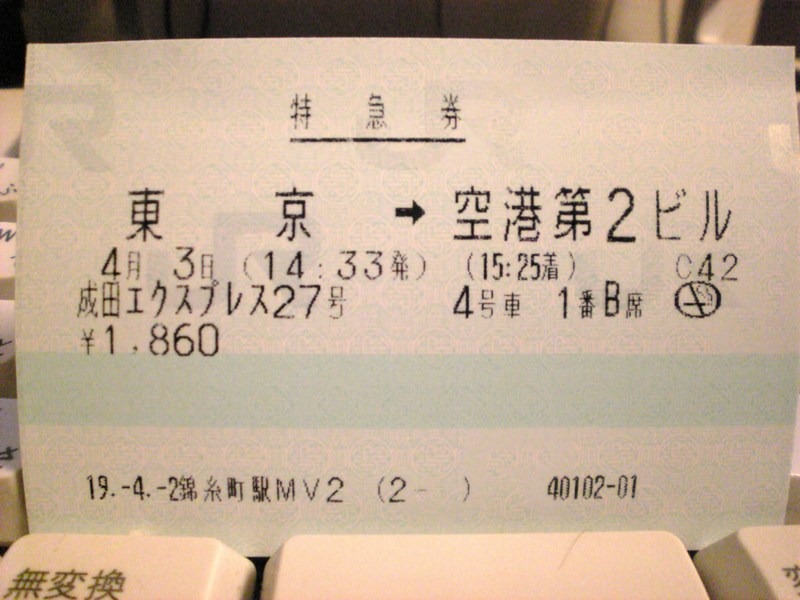 特急券
東京 → 空港第2ビル
4月 3日 (14:33発) (15:25着) C42
成田エクスプレス27号 4号車 1番B席
¥1,860
19.-4.-2錦糸町駅MV2 (2- ) 40102-01
無変換